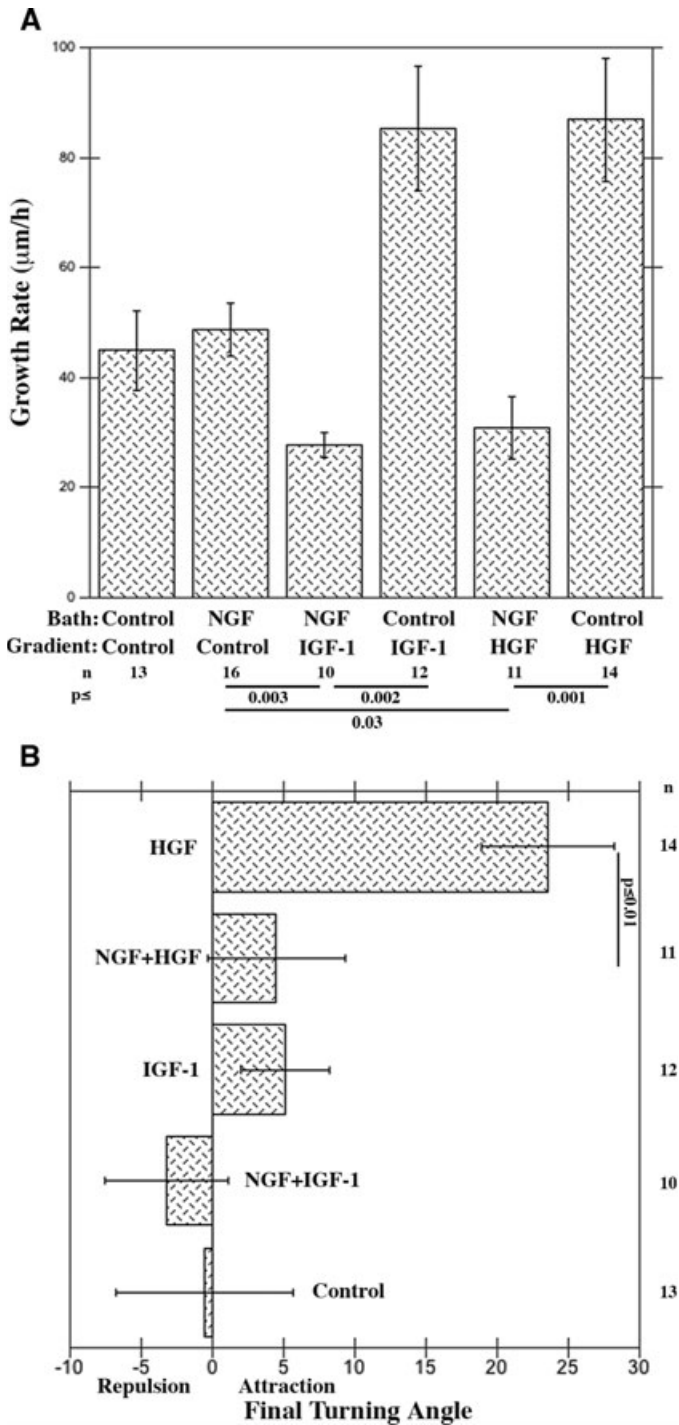 A
100
80
60
40
20
0
Growth Rate (μm/h)
Bath: Control NGF NGF Control NGF Control
Gradient: Control Control IGF-1 IGF-1 HGF HGF
n 13 16 10 12 11 14
p≤ 0.003 0.002 0.001
0.03
B
n
HGF 14
p≤0.01
NGF+HGF 11
IGF-1 12
NGF+IGF-1 10
Control 13
-10 -5 0 5 10 15 20 25 30
Repulsion Attraction
Final Turning Angle